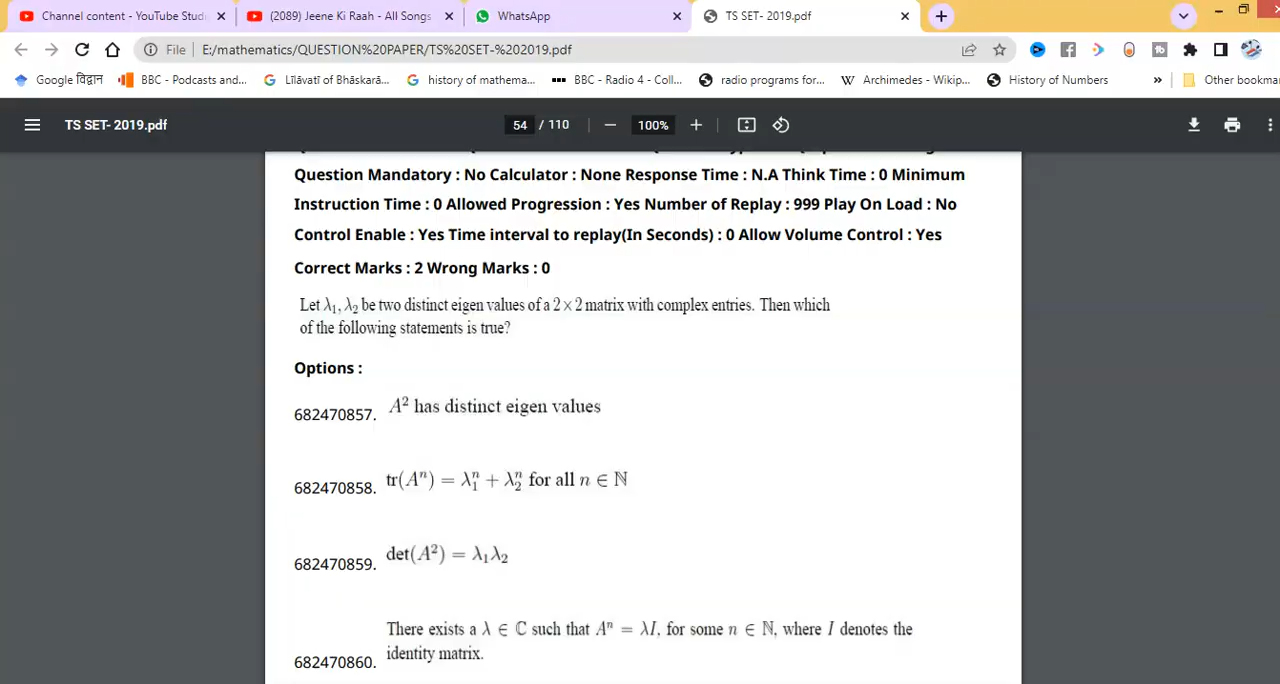 Channel content - YouTube Studi
(2089) Jeene Ki Raah - All Songs
WhatsApp
TS SET- 2019.pdf
File E:/mathematics/QUESTION%20PAPER/TS%20SET-%202019.pdf
Google विद्वान BBC - Podcasts and... Līlāvatī of Bhāskarā... history of mathema... BBC - Radio 4 - Coll... radio programs for... Archimedes - Wikip... History of Numbers » Other bookma
TS SET- 2019.pdf 54 / 110 − 100% +
Question Mandatory : No Calculator : None Response Time : N.A Think Time : 0 Minimum
Instruction Time : 0 Allowed Progression : Yes Number of Replay : 999 Play On Load : No
Control Enable : Yes Time interval to replay(In Seconds) : 0 Allow Volume Control : Yes
Correct Marks : 2 Wrong Marks : 0
Let λ₁, λ₂ be two distinct eigen values of a 2 × 2 matrix with complex entries. Then which
of the following statements is true?
Options :
682470857. A² has distinct eigen values
682470858. tr(Aⁿ) = λ₁ⁿ + λ₂ⁿ for all n ∈ ℕ
682470859. det(A²) = λ₁λ₂
There exists a λ ∈ ℂ such that Aⁿ = λI, for some n ∈ ℕ, where I denotes the
682470860. identity matrix.